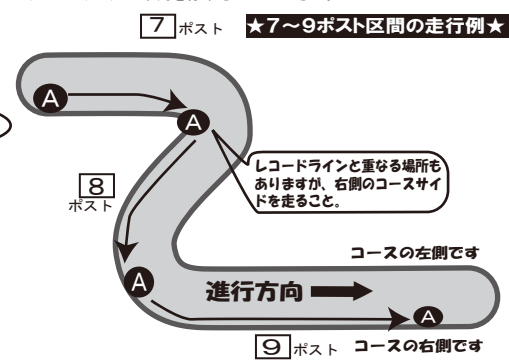 7 ポスト
★7〜9ポスト区間の走行例★
A
A
レコードラインと重なる場所も
ありますが、右側のコースサイ
ドを走ること。
8
ポスト
コースの左側です
A
進行方向
A
9 ポスト
コースの右側です